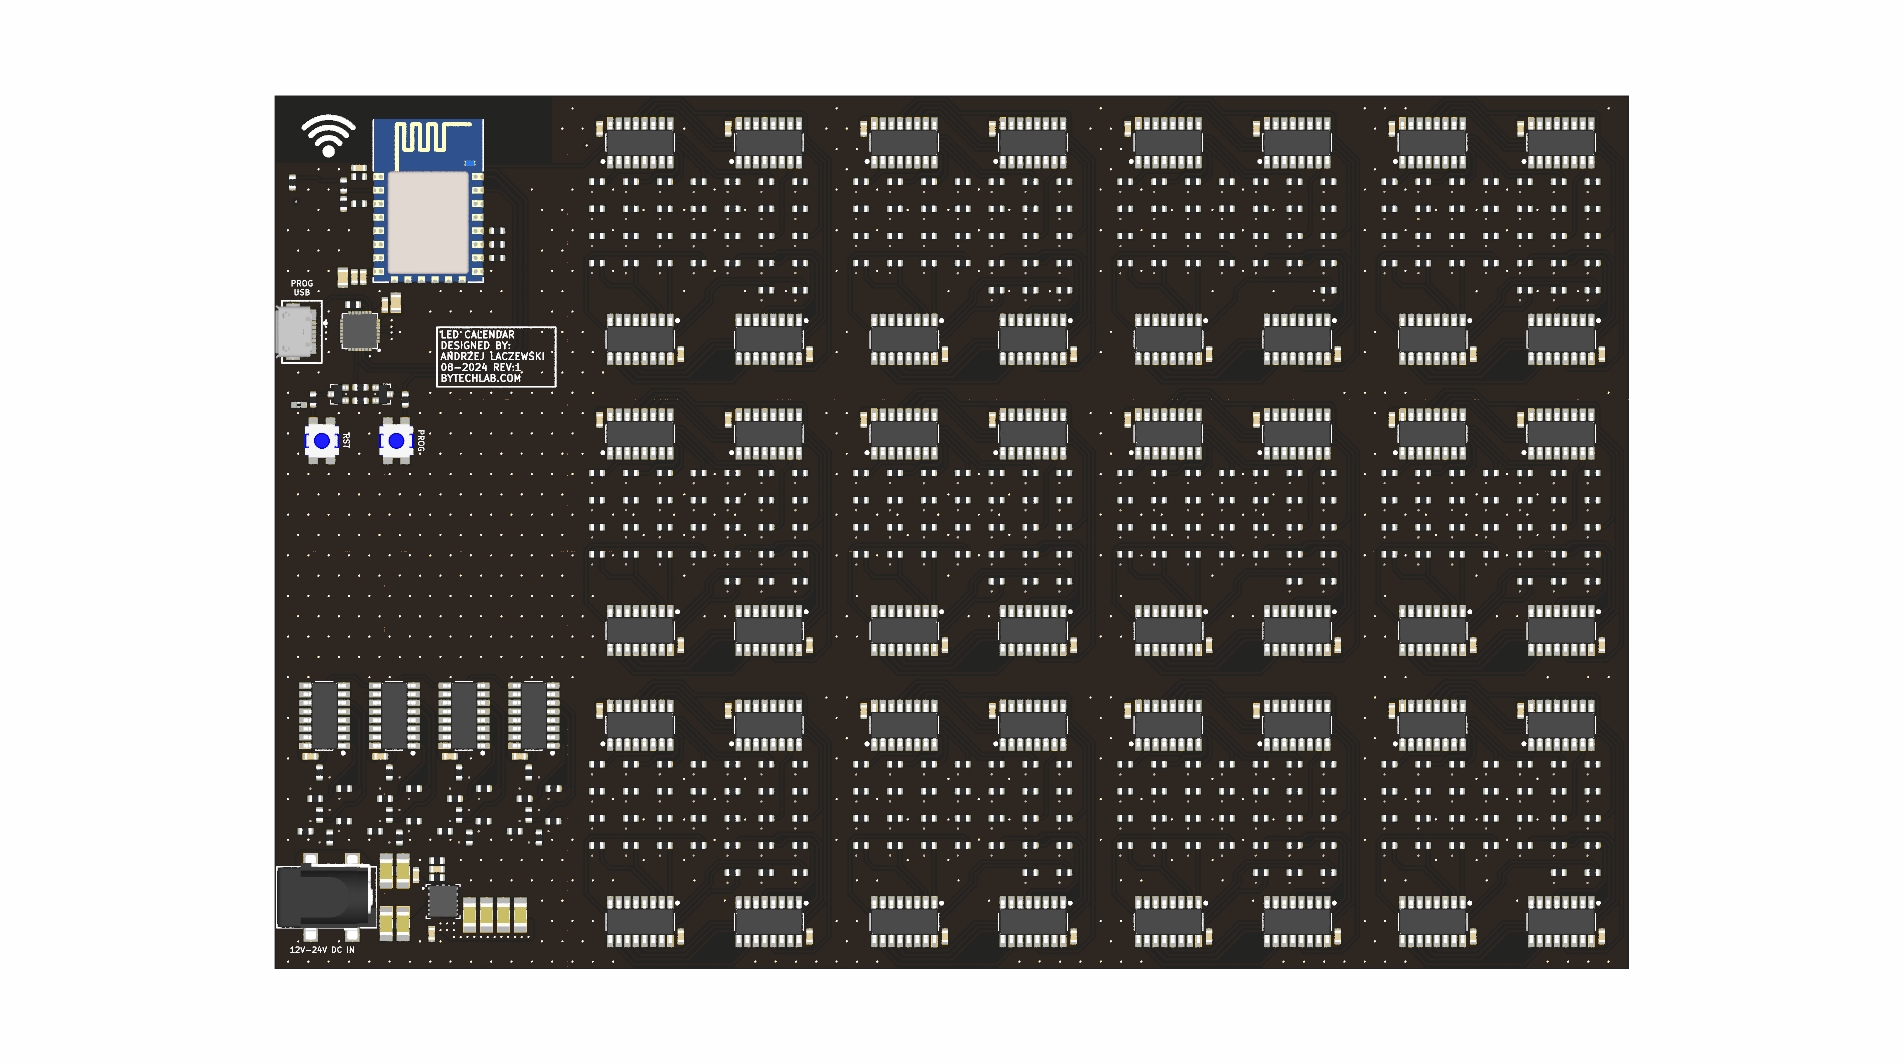 PROG
USB
LED CALENDAR
DESIGNED BY:
ANDRZEJ LACZEWSKI
08-2024 REV:1
BYTECHLAB.COM
RST
PROG
12V-24V DC IN